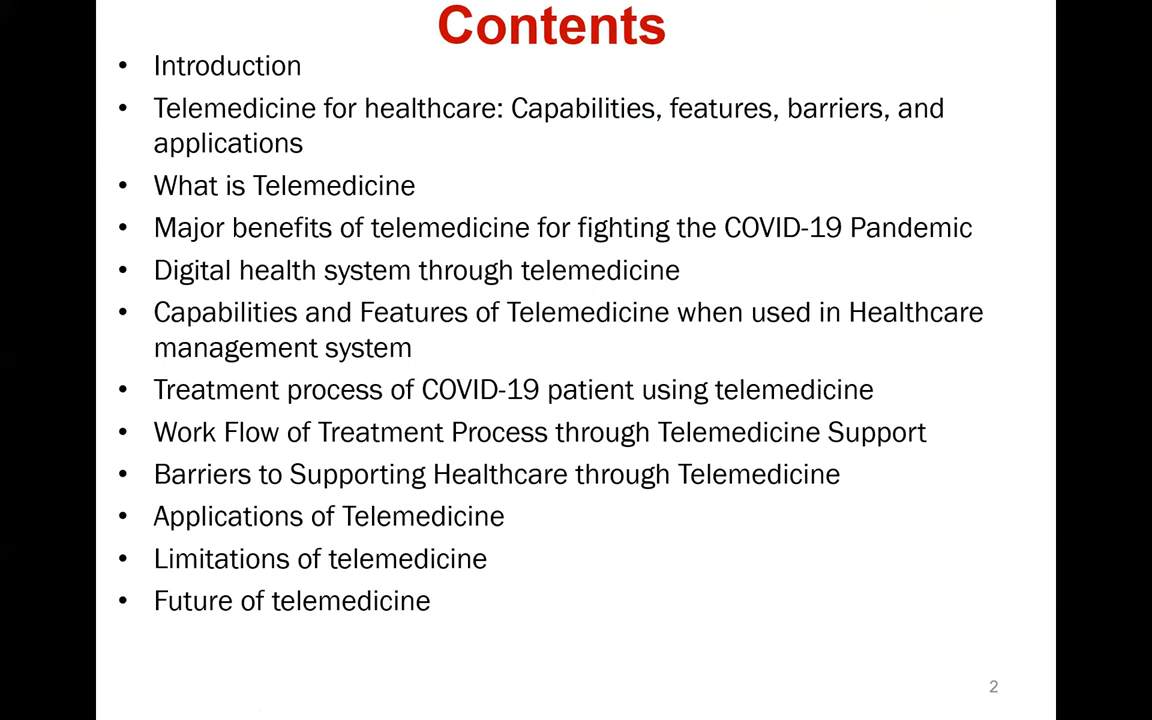 Contents
• Introduction
• Telemedicine for healthcare: Capabilities, features, barriers, and
applications
• What is Telemedicine
• Major benefits of telemedicine for fighting the COVID-19 Pandemic
• Digital health system through telemedicine
• Capabilities and Features of Telemedicine when used in Healthcare
management system
• Treatment process of COVID-19 patient using telemedicine
• Work Flow of Treatment Process through Telemedicine Support
• Barriers to Supporting Healthcare through Telemedicine
• Applications of Telemedicine
• Limitations of telemedicine
• Future of telemedicine
2